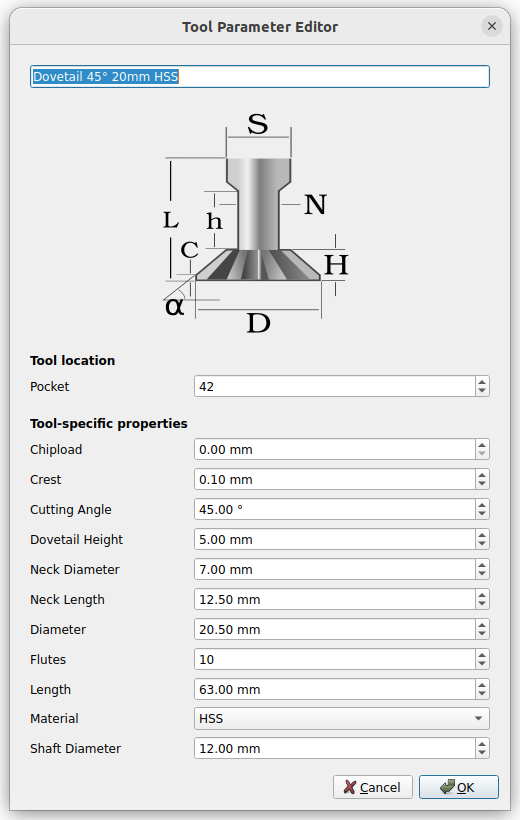 Tool Parameter Editor
Dovetail 45° 20mm HSS
S
L
h
N
C
H
α
D
Tool location
Pocket 42
Tool-specific properties
Chipload 0.00 mm
Crest 0.10 mm
Cutting Angle 45.00 °
Dovetail Height 5.00 mm
Neck Diameter 7.00 mm
Neck Length 12.50 mm
Diameter 20.50 mm
Flutes 10
Length 63.00 mm
Material HSS
Shaft Diameter 12.00 mm
Cancel OK